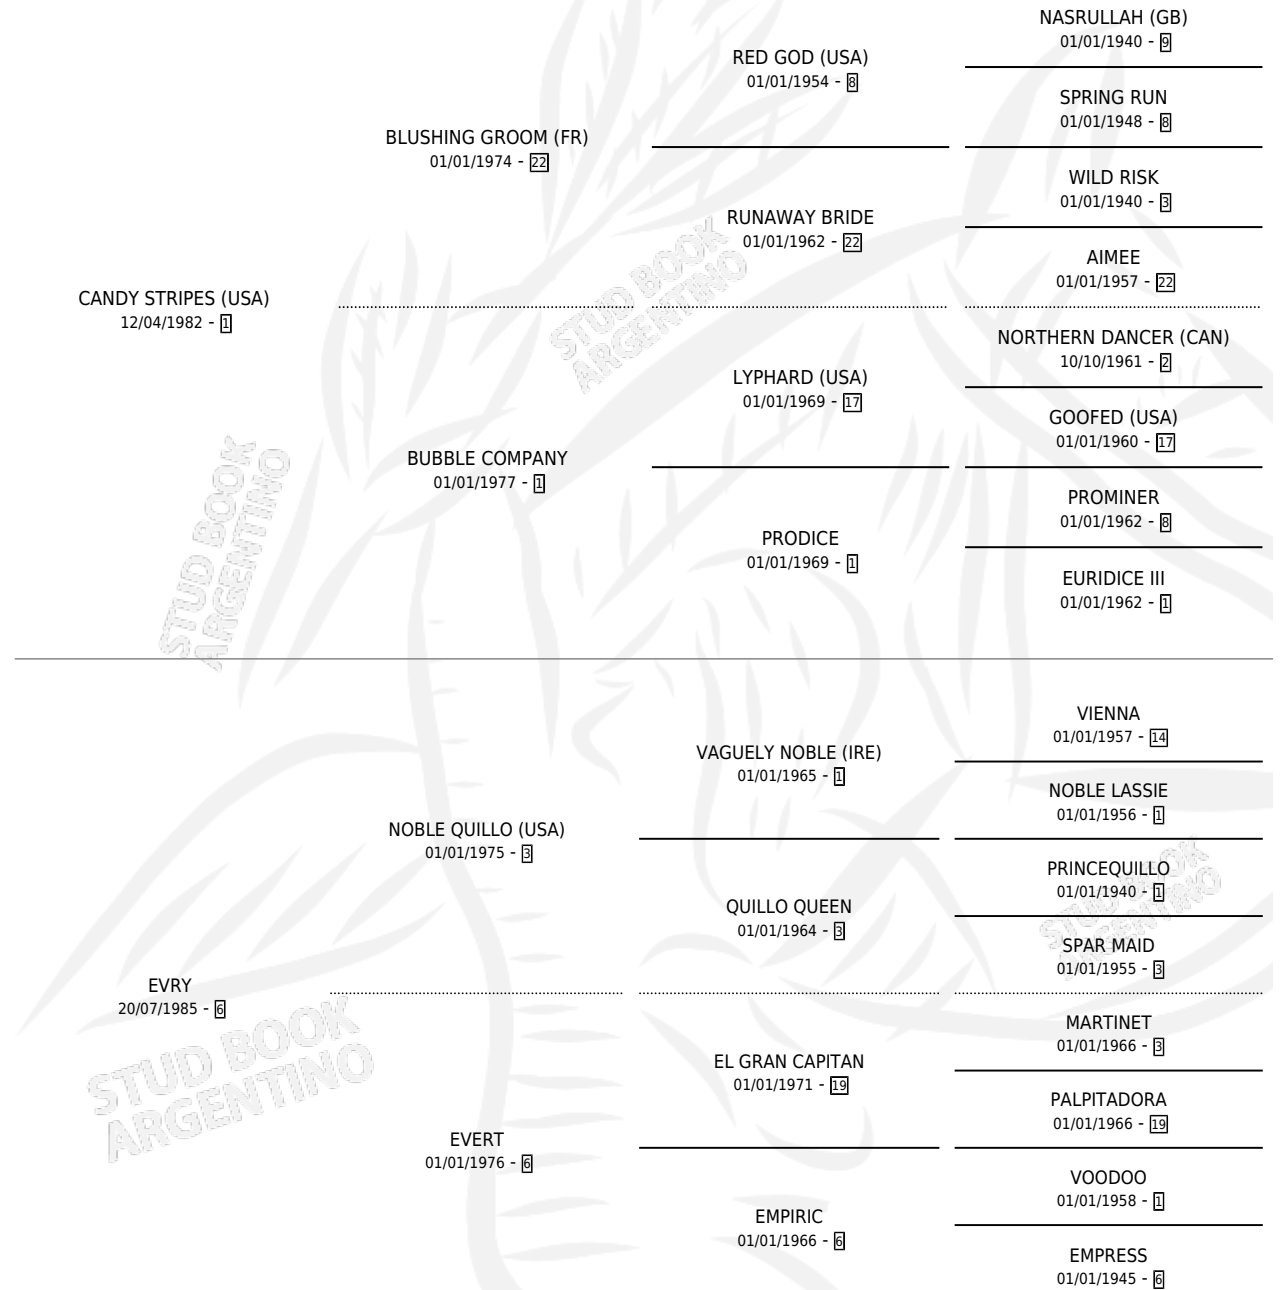 NASRULLAH (GB)
01/01/1940 - 9
RED GOD (USA)
01/01/1954 - 8
SPRING RUN
01/01/1948 - 8
BLUSHING GROOM (FR)
01/01/1974 - 22
WILD RISK
01/01/1940 - 3
RUNAWAY BRIDE
01/01/1962 - 22
AIMEE
01/01/1957 - 22
CANDY STRIPES (USA)
12/04/1982 - 1
NORTHERN DANCER (CAN)
10/10/1961 - 2
LYPHARD (USA)
01/01/1969 - 17
GOOFED (USA)
01/01/1960 - 17
BUBBLE COMPANY
01/01/1977 - 1
PROMINER
01/01/1962 - 8
PRODICE
01/01/1969 - 1
EURIDICE III
01/01/1962 - 1
VIENNA
01/01/1957 - 14
VAGUELY NOBLE (IRE)
01/01/1965 - 1
NOBLE LASSIE
01/01/1956 - 1
NOBLE QUILLO (USA)
01/01/1975 - 3
PRINCEQUILLO
01/01/1940 - 1
QUILLO QUEEN
01/01/1964 - 3
SPAR MAID
01/01/1955 - 3
EVRY
20/07/1985 - 6
MARTINET
01/01/1966 - 3
EL GRAN CAPITAN
01/01/1971 - 19
PALPITADORA
01/01/1966 - 19
EVERT
01/01/1976 - 6
VOODOO
01/01/1958 - 1
EMPIRIC
01/01/1966 - 6
EMPRESS
01/01/1945 - 6
STUD BOOK
ARGENTINO
STUD BOOK
ARGENTINO
STUD BOOK
ARGENTINO
STUD BOOK
ARGENTINO